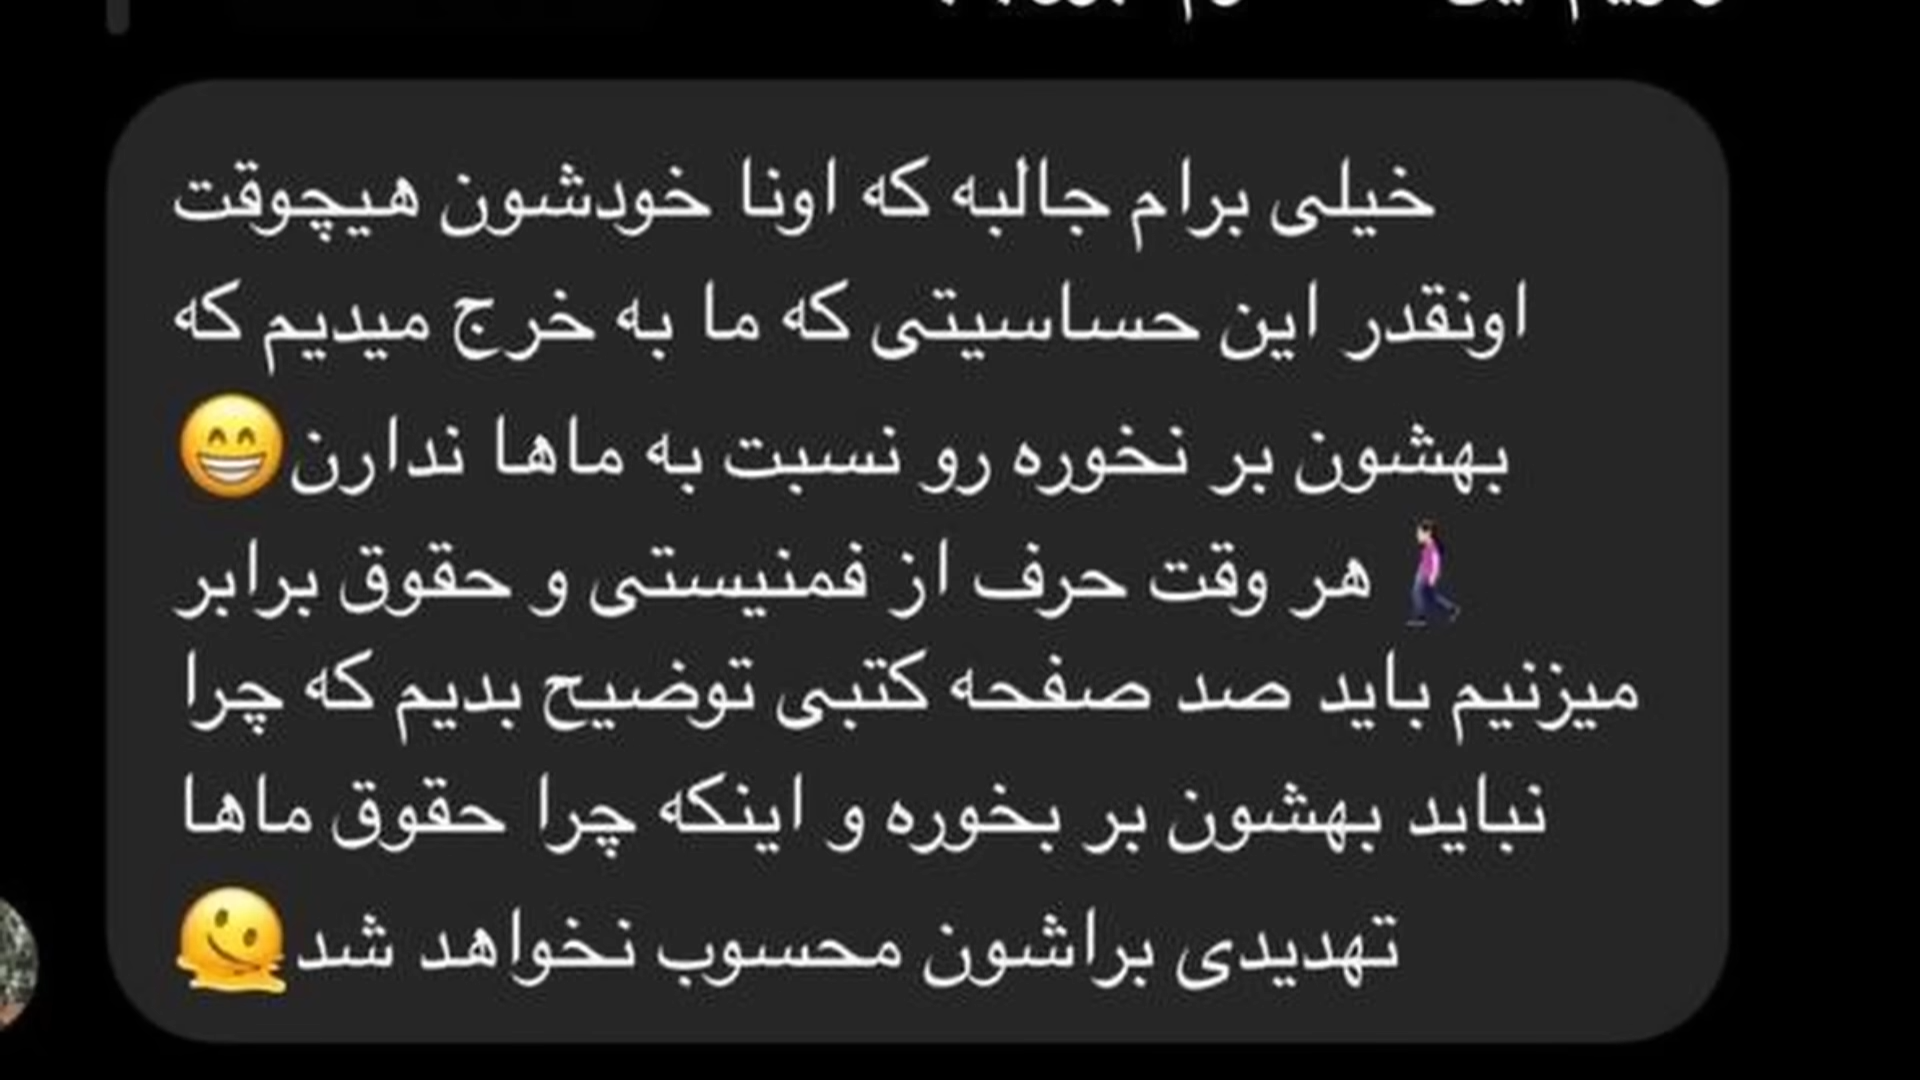 خیلی برام جالبه که اونا خودشون هیچوقت
اونقدر این حساسیتی که ما به خرج میدیم که
بهشون بر نخوره رو نسبت به ماها ندارن😁
🚶‍♀️ هر وقت حرف از فمنیستی و حقوق برابر
میزنیم باید صد صفحه کتبی توضیح بدیم که چرا
نباید بهشون بر بخوره و اینکه چرا حقوق ماها
تهدیدی براشون محسوب نخواهد شد🫠